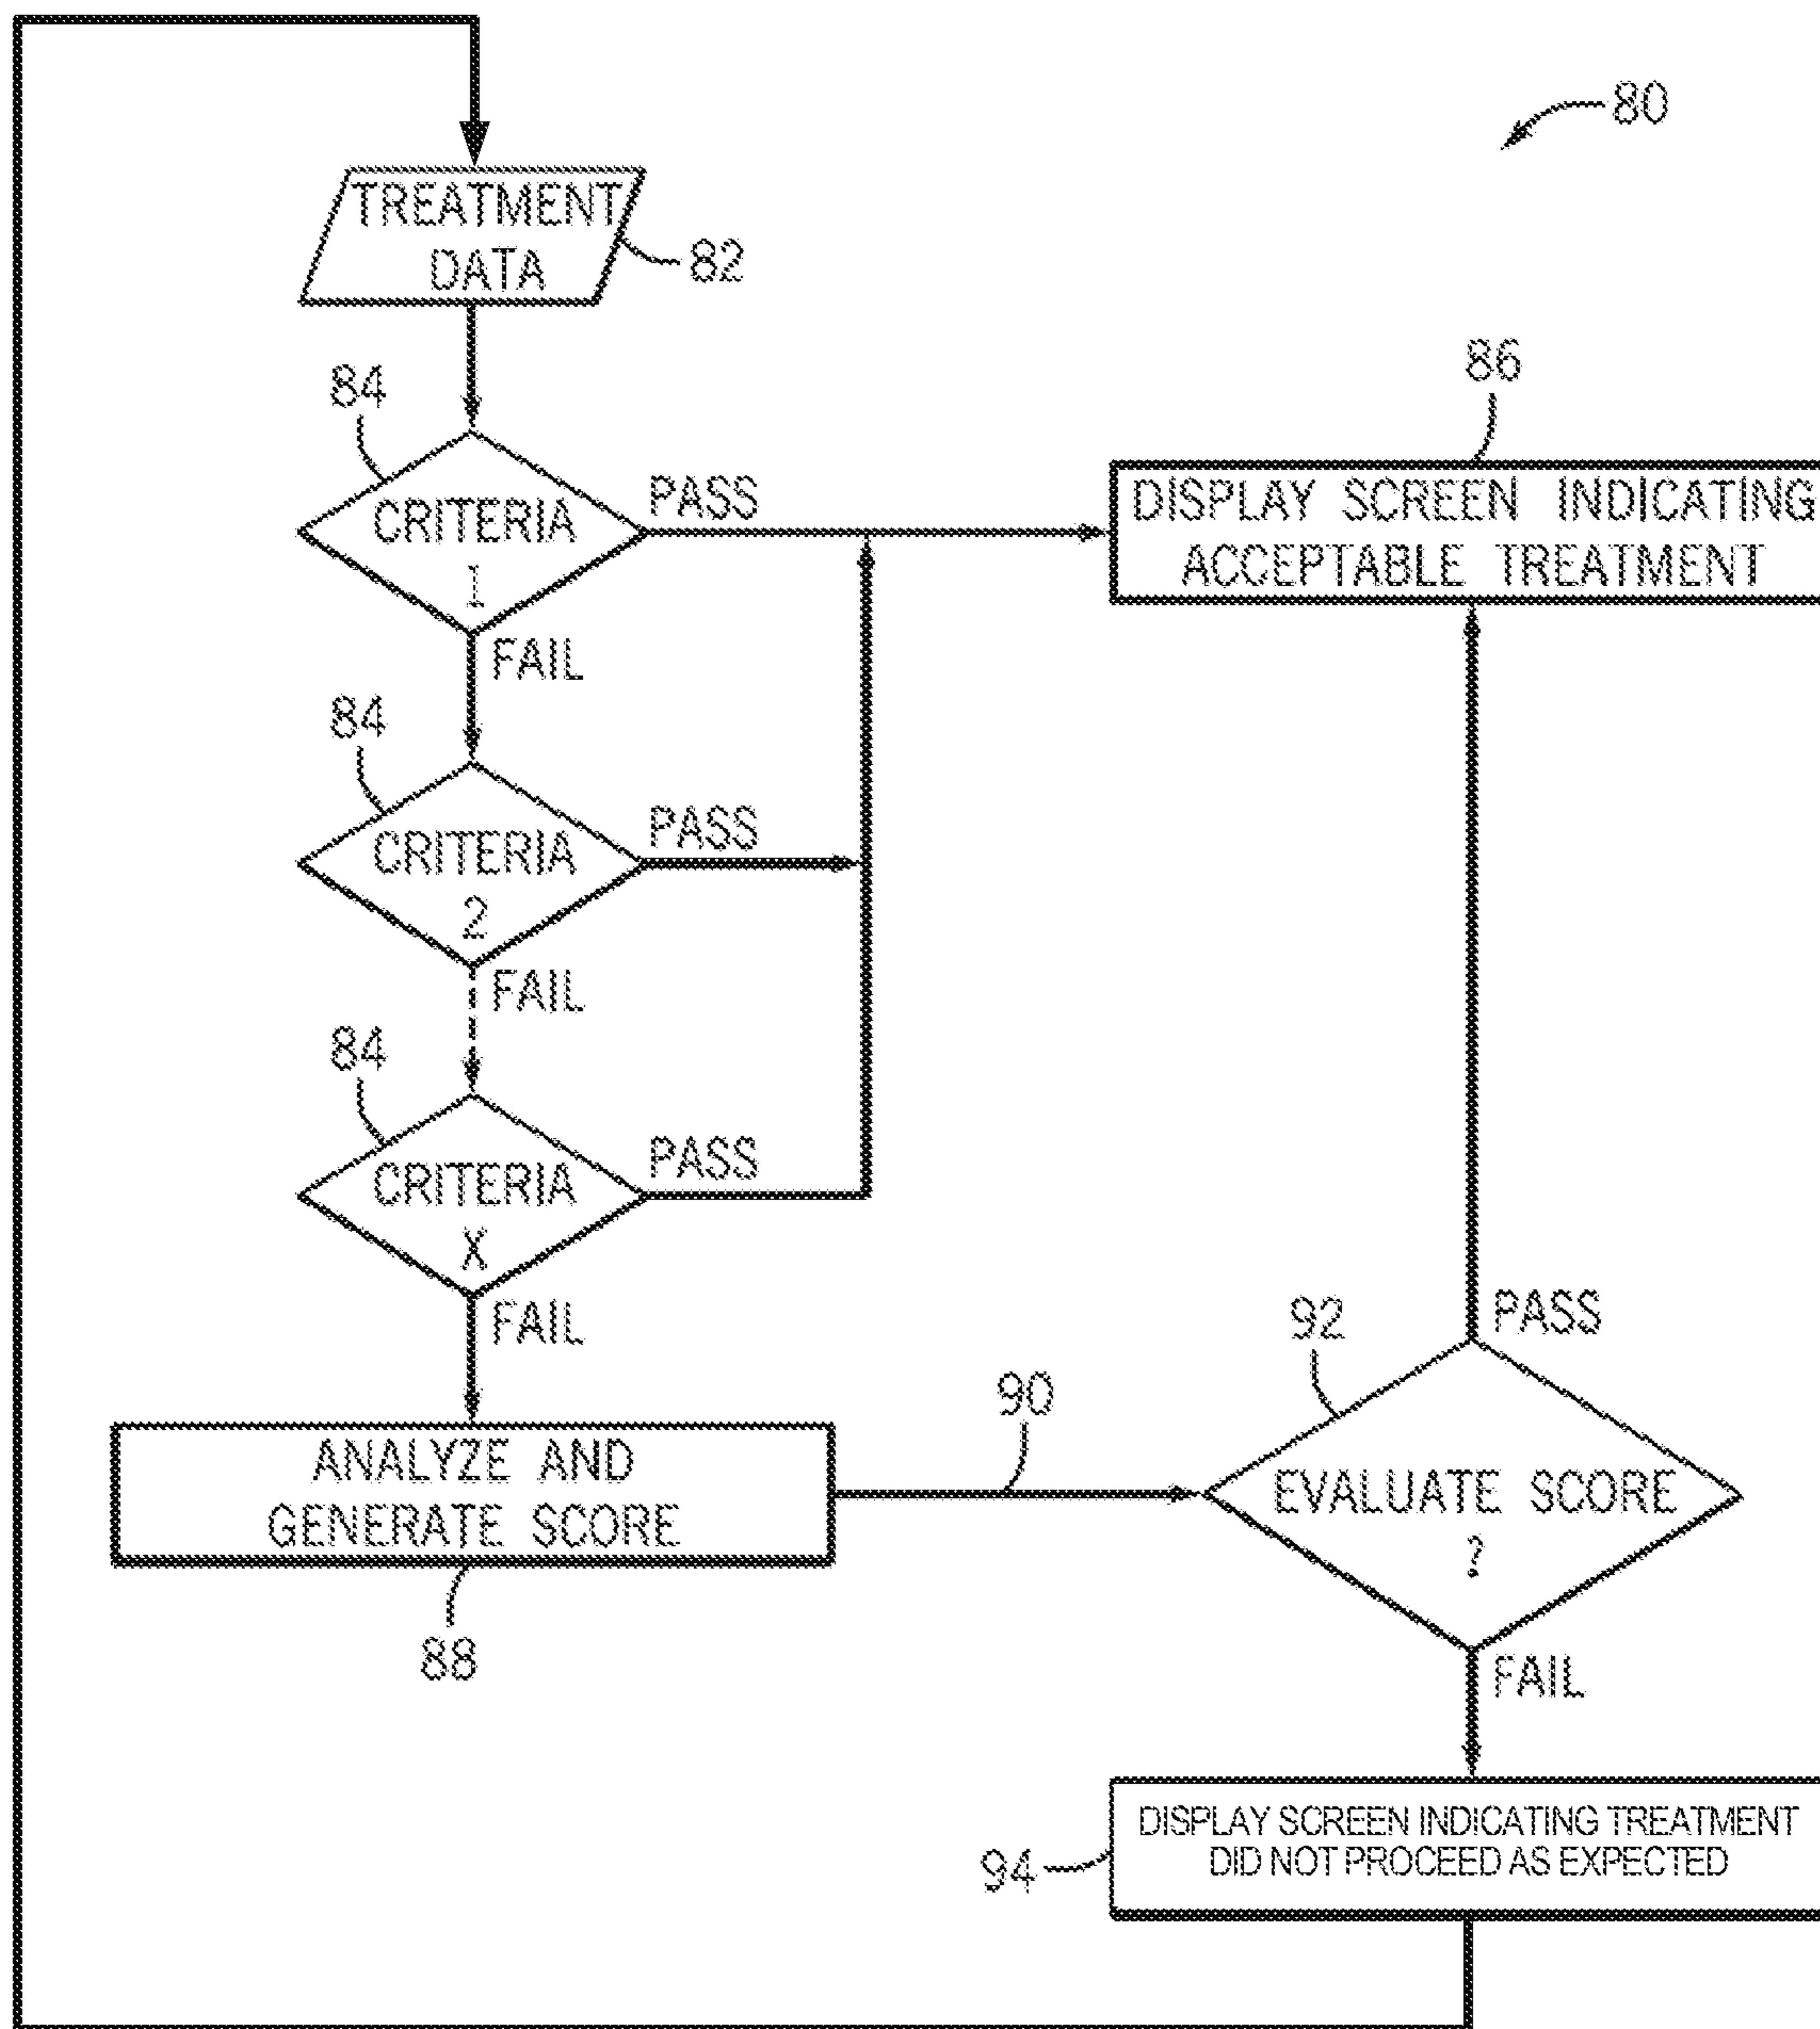 80
TREATMENT
DATA
82
84
CRITERIA
1
PASS
FAIL
86
DISPLAY SCREEN INDICATING
ACCEPTABLE TREATMENT
84
CRITERIA
2
PASS
FAIL
84
CRITERIA
X
PASS
FAIL
ANALYZE AND
GENERATE SCORE
88
90
92
PASS
EVALUATE SCORE
?
FAIL
DISPLAY SCREEN INDICATING TREATMENT
DID NOT PROCEED AS EXPECTED
94